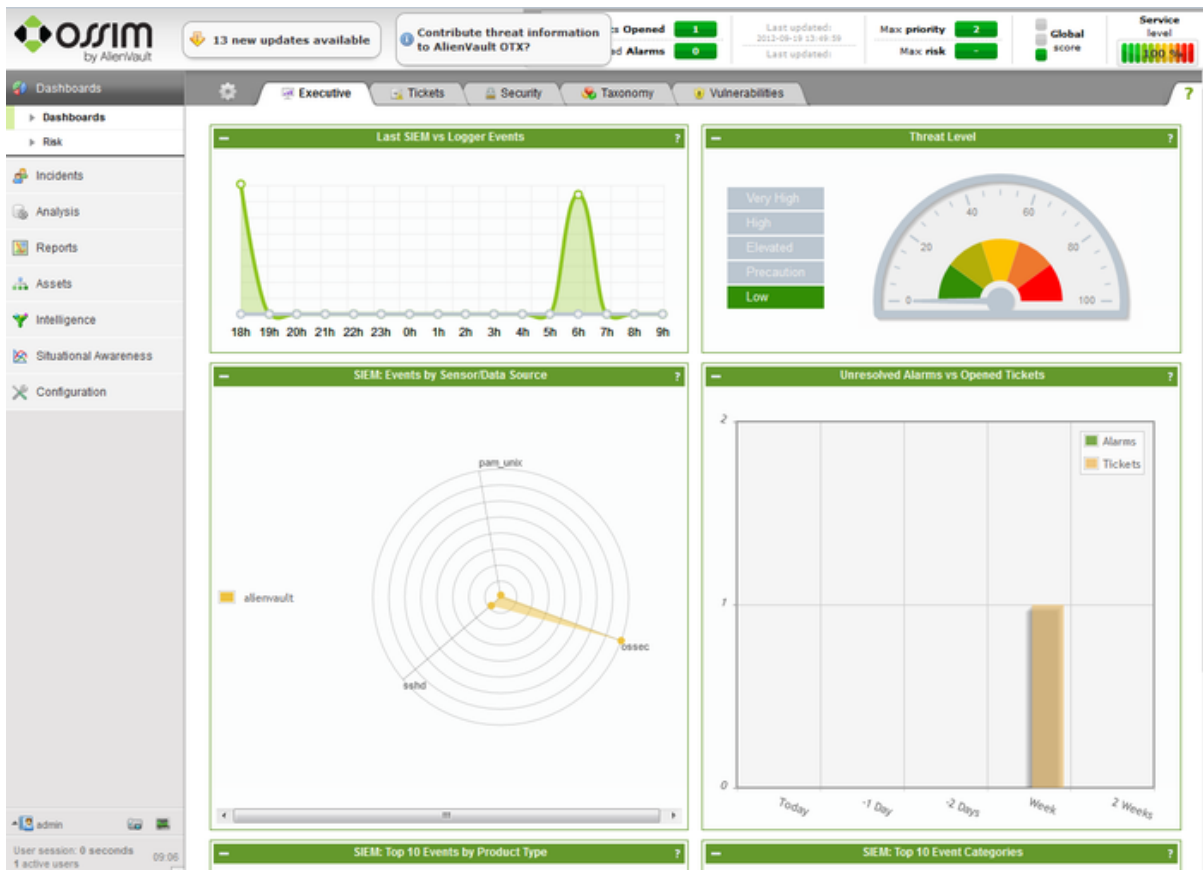 OSSIM
by AlienVault
13 new updates available
Contribute threat information
to AlienVault OTX?
s Opened 1
ed Alarms 0
Last updated:
2012-09-19 13:49:59
Last updated:
Max priority 2
Max risk -
Global
score
Service
level
100 %
Dashboards
Dashboards
Risk
Incidents
Analysis
Reports
Assets
Intelligence
Situational Awareness
Configuration
Executive Tickets Security Taxonomy Vulnerabilities ?
Last SIEM vs Logger Events ?
18h 19h 20h 21h 22h 23h 0h 1h 2h 3h 4h 5h 6h 7h 8h 9h
Threat Level ?
Very High
High
Elevated
Precaution
Low
0 20 40 60 80 100
SIEM: Events by Sensor/Data Source ?
pam_unix
alienvault
ossec
sshd
Unresolved Alarms vs Opened Tickets ?
2
Alarms
Tickets
1
0
Today -1 Day -2 Days Week 2 Weeks
SIEM: Top 10 Events by Product Type ?
SIEM: Top 10 Event Categories ?
admin
User session: 0 seconds
1 active users
09:06